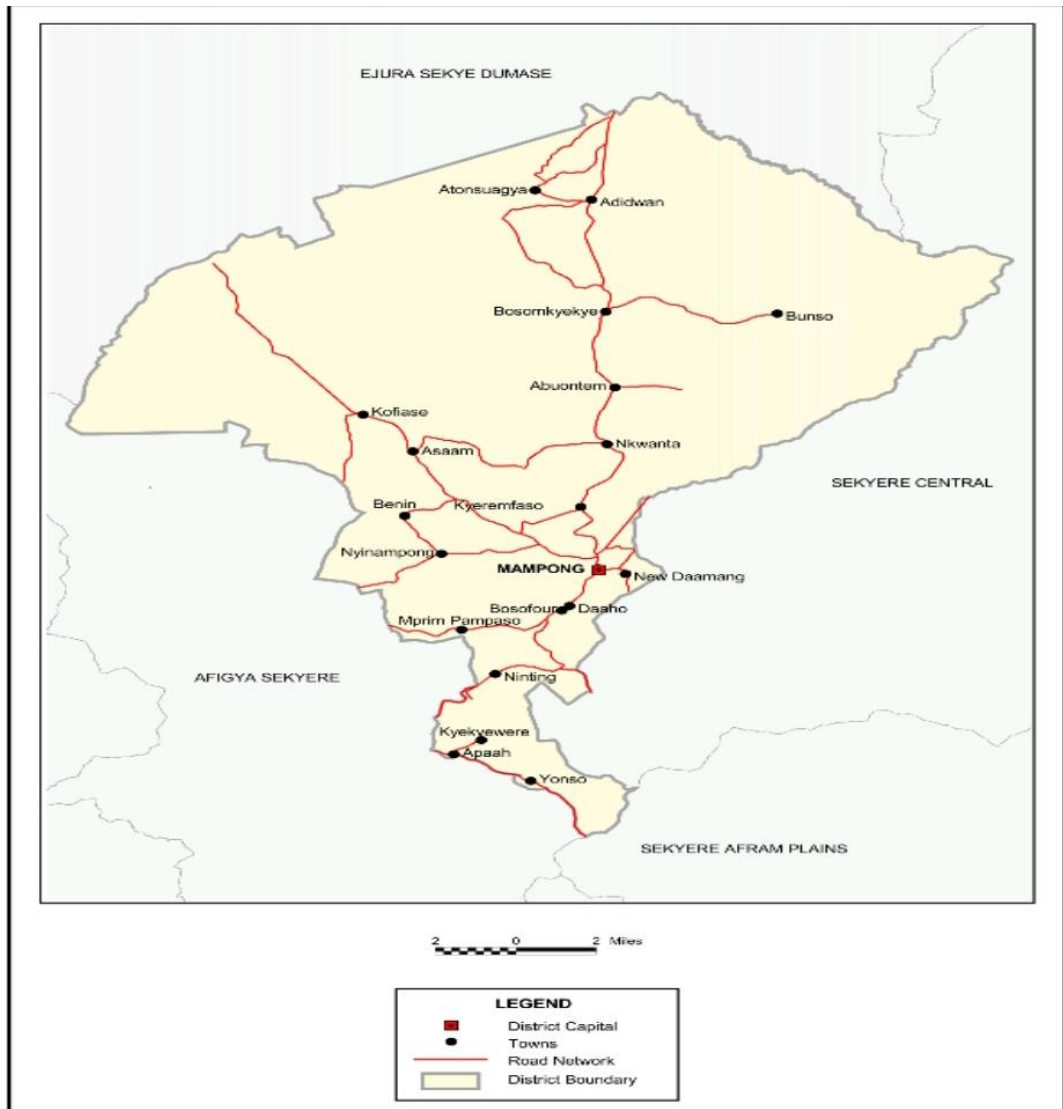 EJURA SEKYE DUMASE
Atonsuagya
Adidwan
Bosomkyekye
Bunso
Abuontem
Kofiase
Nkwanta
Asaam
SEKYERE CENTRAL
Benin
Kyeremfaso
Nyinampong
MAMPONG
New Daamang
Bosofour
Daaho
Mprim Pampaso
AFIGYA SEKYERE
Ninting
Kyekyewere
Apaah
Yonso
SEKYERE AFRAM PLAINS
2 0 2 Miles
LEGEND
District Capital
Towns
Road Network
District Boundary